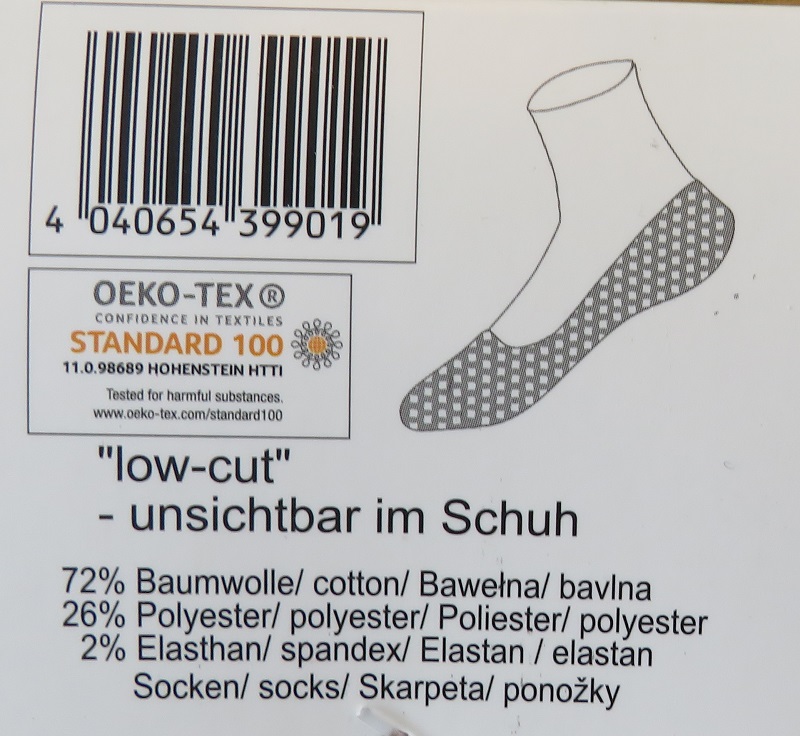 4 040654 399019
OEKO-TEX®
CONFIDENCE IN TEXTILES
STANDARD 100
11.0.98689 HOHENSTEIN HTTI
Tested for harmful substances.
www.oeko-tex.com/standard100
"low-cut"
- unsichtbar im Schuh
72% Baumwolle/ cotton/ Bawełna/ bavlna
26% Polyester/ polyester/ Poliester/ polyester
2% Elasthan/ spandex/ Elastan / elastan
Socken/ socks/ Skarpeta/ ponožky